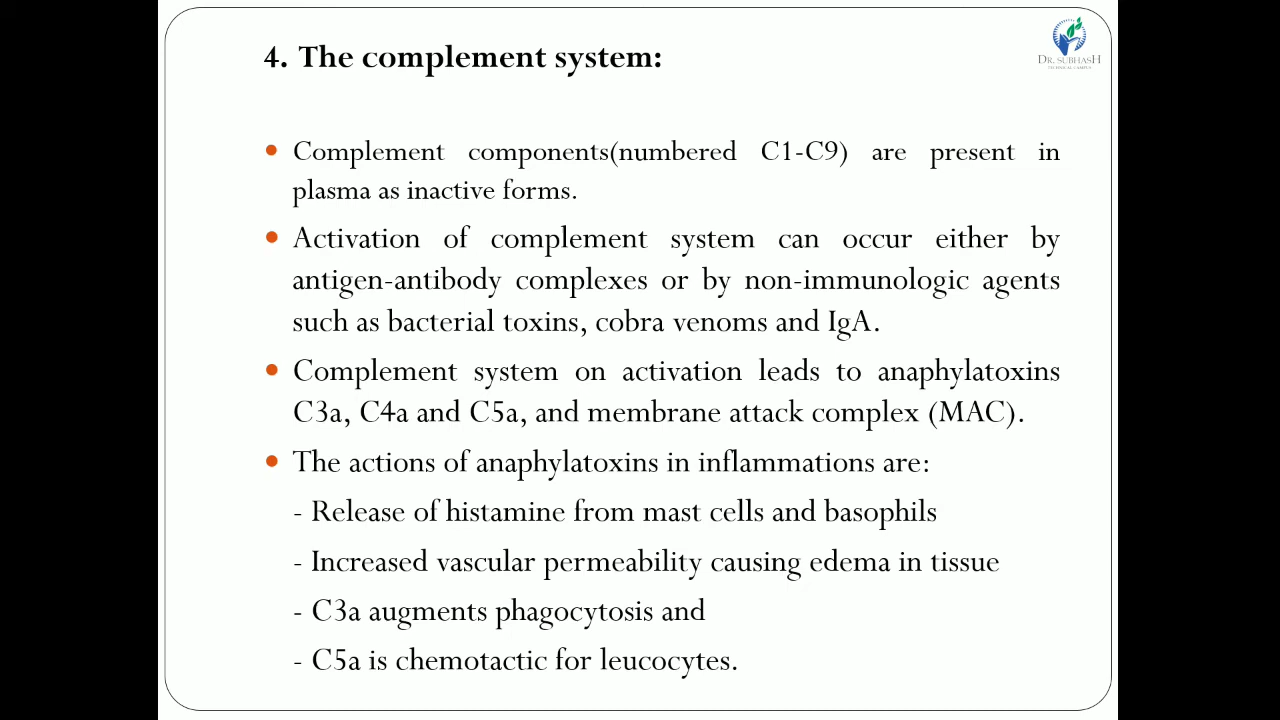 4. The complement system:
DR. SUBHASH
TECHNICAL CAMPUS
Complement components(numbered C1-C9) are present in
plasma as inactive forms.
Activation of complement system can occur either by
antigen-antibody complexes or by non-immunologic agents
such as bacterial toxins, cobra venoms and IgA.
Complement system on activation leads to anaphylatoxins
C3a, C4a and C5a, and membrane attack complex (MAC).
The actions of anaphylatoxins in inflammations are:
- Release of histamine from mast cells and basophils
- Increased vascular permeability causing edema in tissue
- C3a augments phagocytosis and
- C5a is chemotactic for leucocytes.